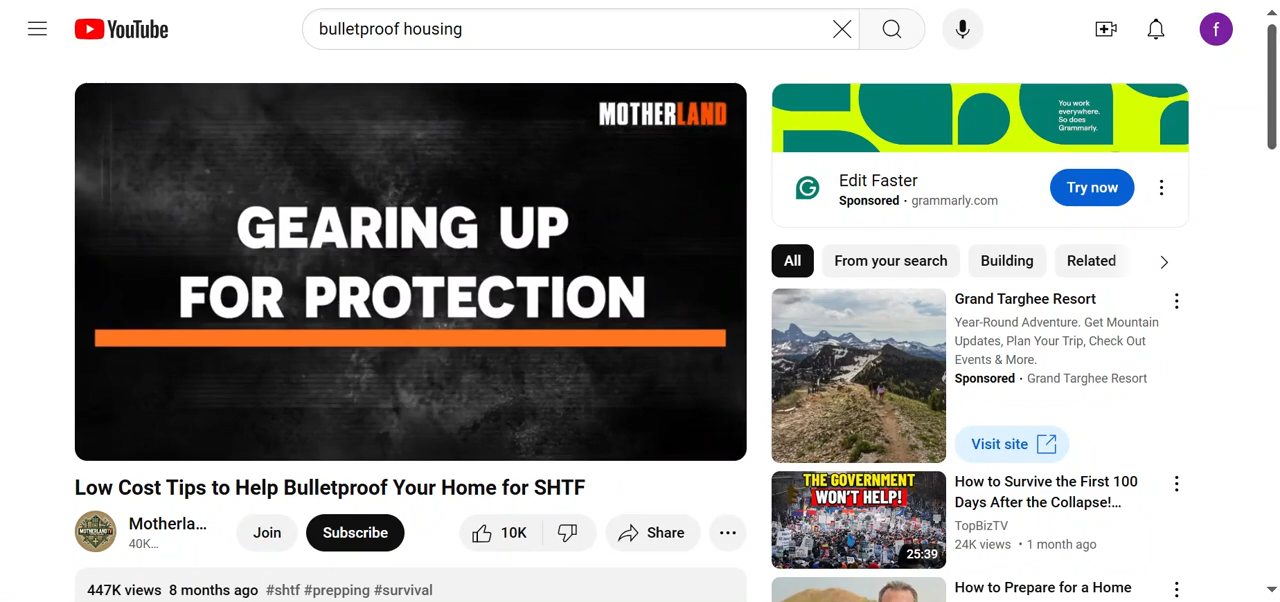 YouTube
bulletproof housing
f
MOTHERLAND
GEARING UP
FOR PROTECTION
Low Cost Tips to Help Bulletproof Your Home for SHTF
Motherla...
40K...
Join
Subscribe
10K
Share
447K views 8 months ago #shtf #prepping #survival
You work
everywhere.
So does
Grammarly.
Edit Faster
Sponsored · grammarly.com
Try now
All
From your search
Building
Related
Grand Targhee Resort
Year-Round Adventure. Get Mountain
Updates, Plan Your Trip, Check Out
Events & More.
Sponsored · Grand Targhee Resort
Visit site
THE GOVERNMENT
WON'T HELP!
25:39
How to Survive the First 100
Days After the Collapse!...
TopBizTV
24K views • 1 month ago
How to Prepare for a Home